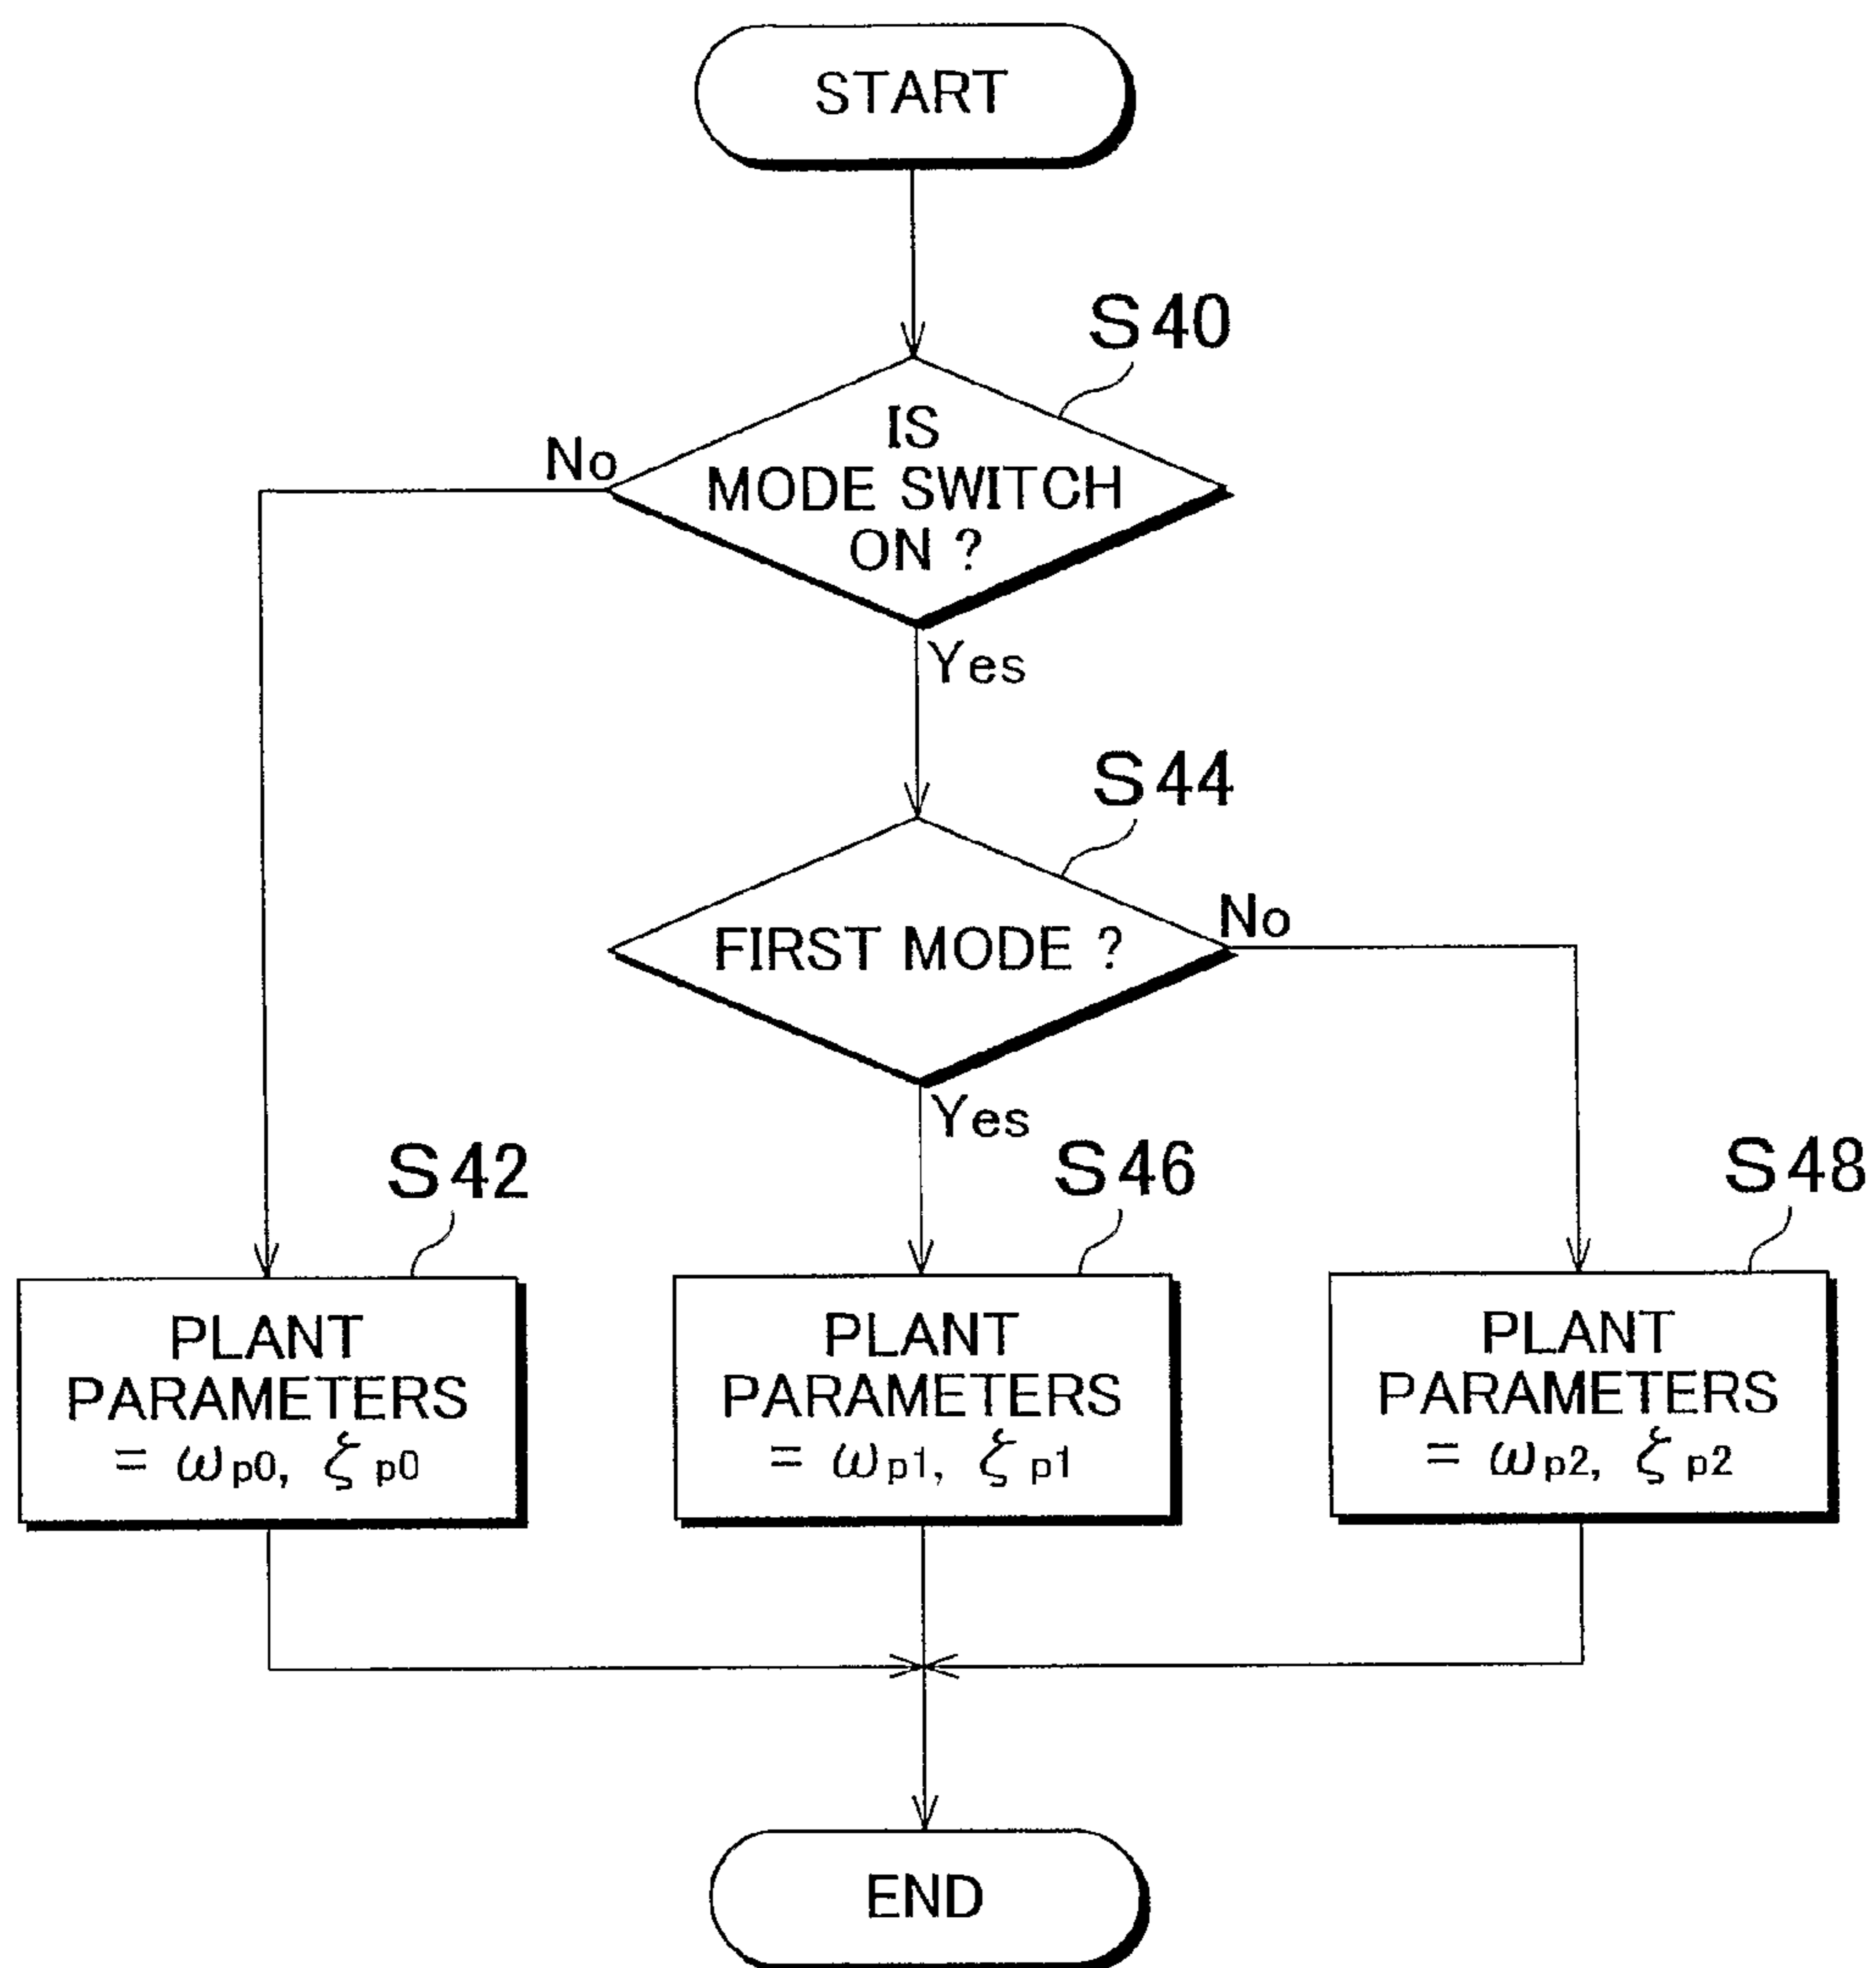 START
S40
IS
MODE SWITCH
ON ?
No
Yes
S44
FIRST MODE ?
No
Yes
S42
PLANT
PARAMETERS
= ωp0, ζp0
S46
PLANT
PARAMETERS
= ωp1, ζp1
S48
PLANT
PARAMETERS
= ωp2, ζp2
END